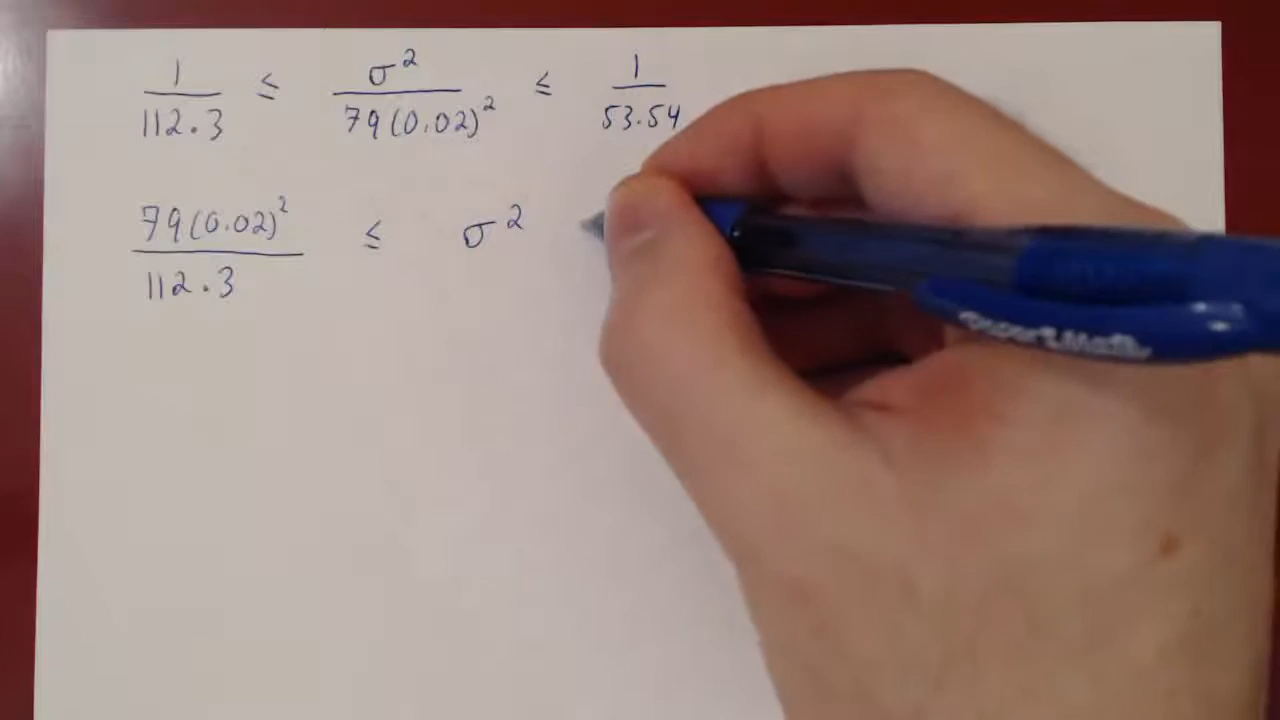 1/112.3 ≤ σ²/79(0.02)² ≤ 1/53.54
79(0.02)²/112.3 ≤ σ²